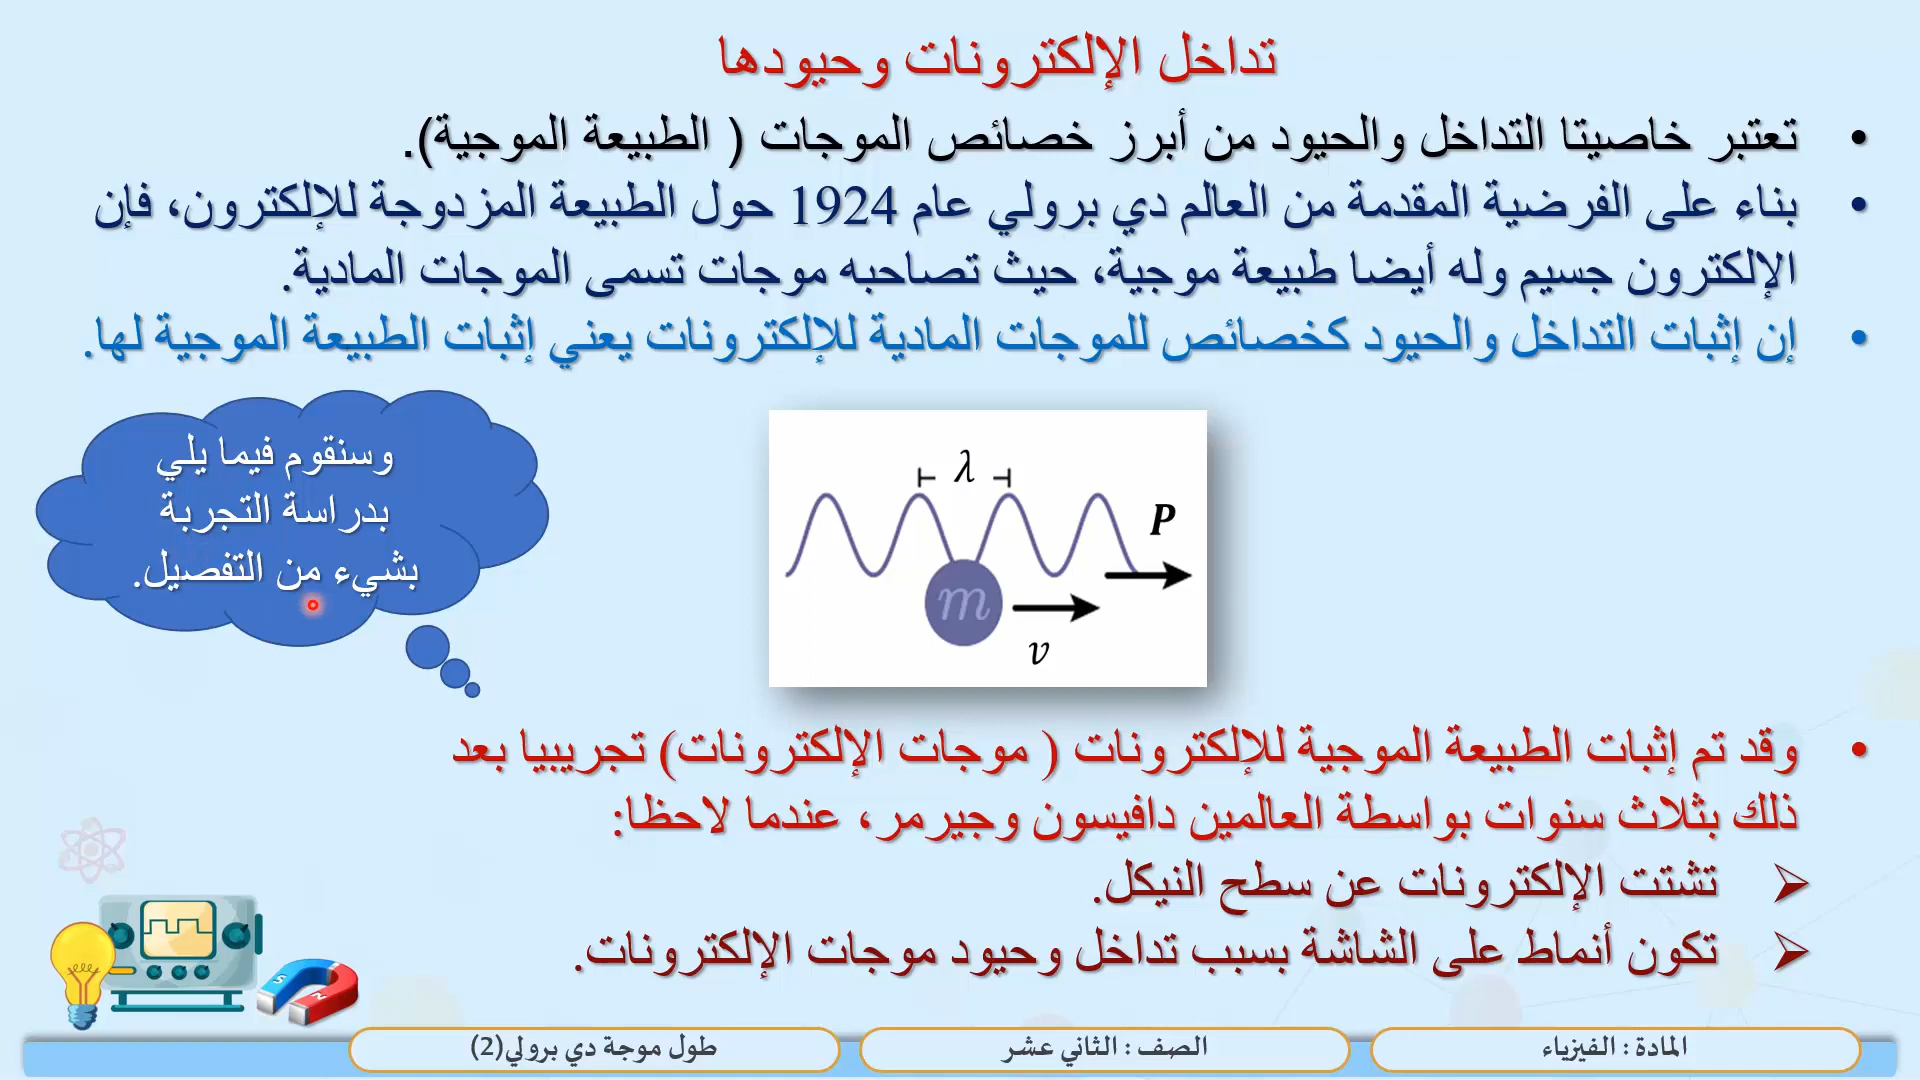 تداخل الإلكترونات وحيودها
• تعتبر خاصيتا التداخل والحيود من أبرز خصائص الموجات ( الطبيعة الموجية).
• بناء على الفرضية المقدمة من العالم دي برولي عام 1924 حول الطبيعة المزدوجة للإلكترون، فإن
الإلكترون جسيم وله أيضا طبيعة موجية، حيث تصاحبه موجات تسمى الموجات المادية.
• إن إثبات التداخل والحيود كخصائص للموجات المادية للإلكترونات يعني إثبات الطبيعة الموجية لها.
وسنقوم فيما يلي
بدراسة التجربة
بشيء من التفصيل.
λ
P
m
v
• وقد تم إثبات الطبيعة الموجية للإلكترونات ( موجات الإلكترونات) تجريبيا بعد
ذلك بثلاث سنوات بواسطة العالمين دافيسون وجيرمر، عندما لاحظا:
➢ تشتت الإلكترونات عن سطح النيكل.
➢ تكون أنماط على الشاشة بسبب تداخل وحيود موجات الإلكترونات.
S
N
المادة : الفيزياء
الصف : الثاني عشر
طول موجة دي برولي(2)